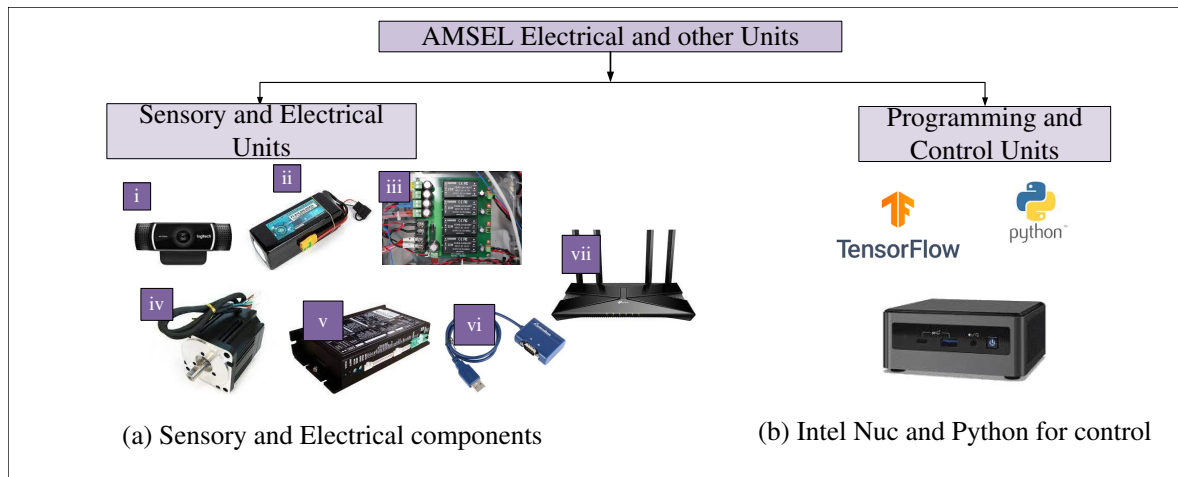 AMSEL Electrical and other Units
Sensory and Electrical
Units
Programming and
Control Units
i
ii
iii
logitech
TensorFlow
python
vii
iv
v
vi
(a) Sensory and Electrical components
(b) Intel Nuc and Python for control